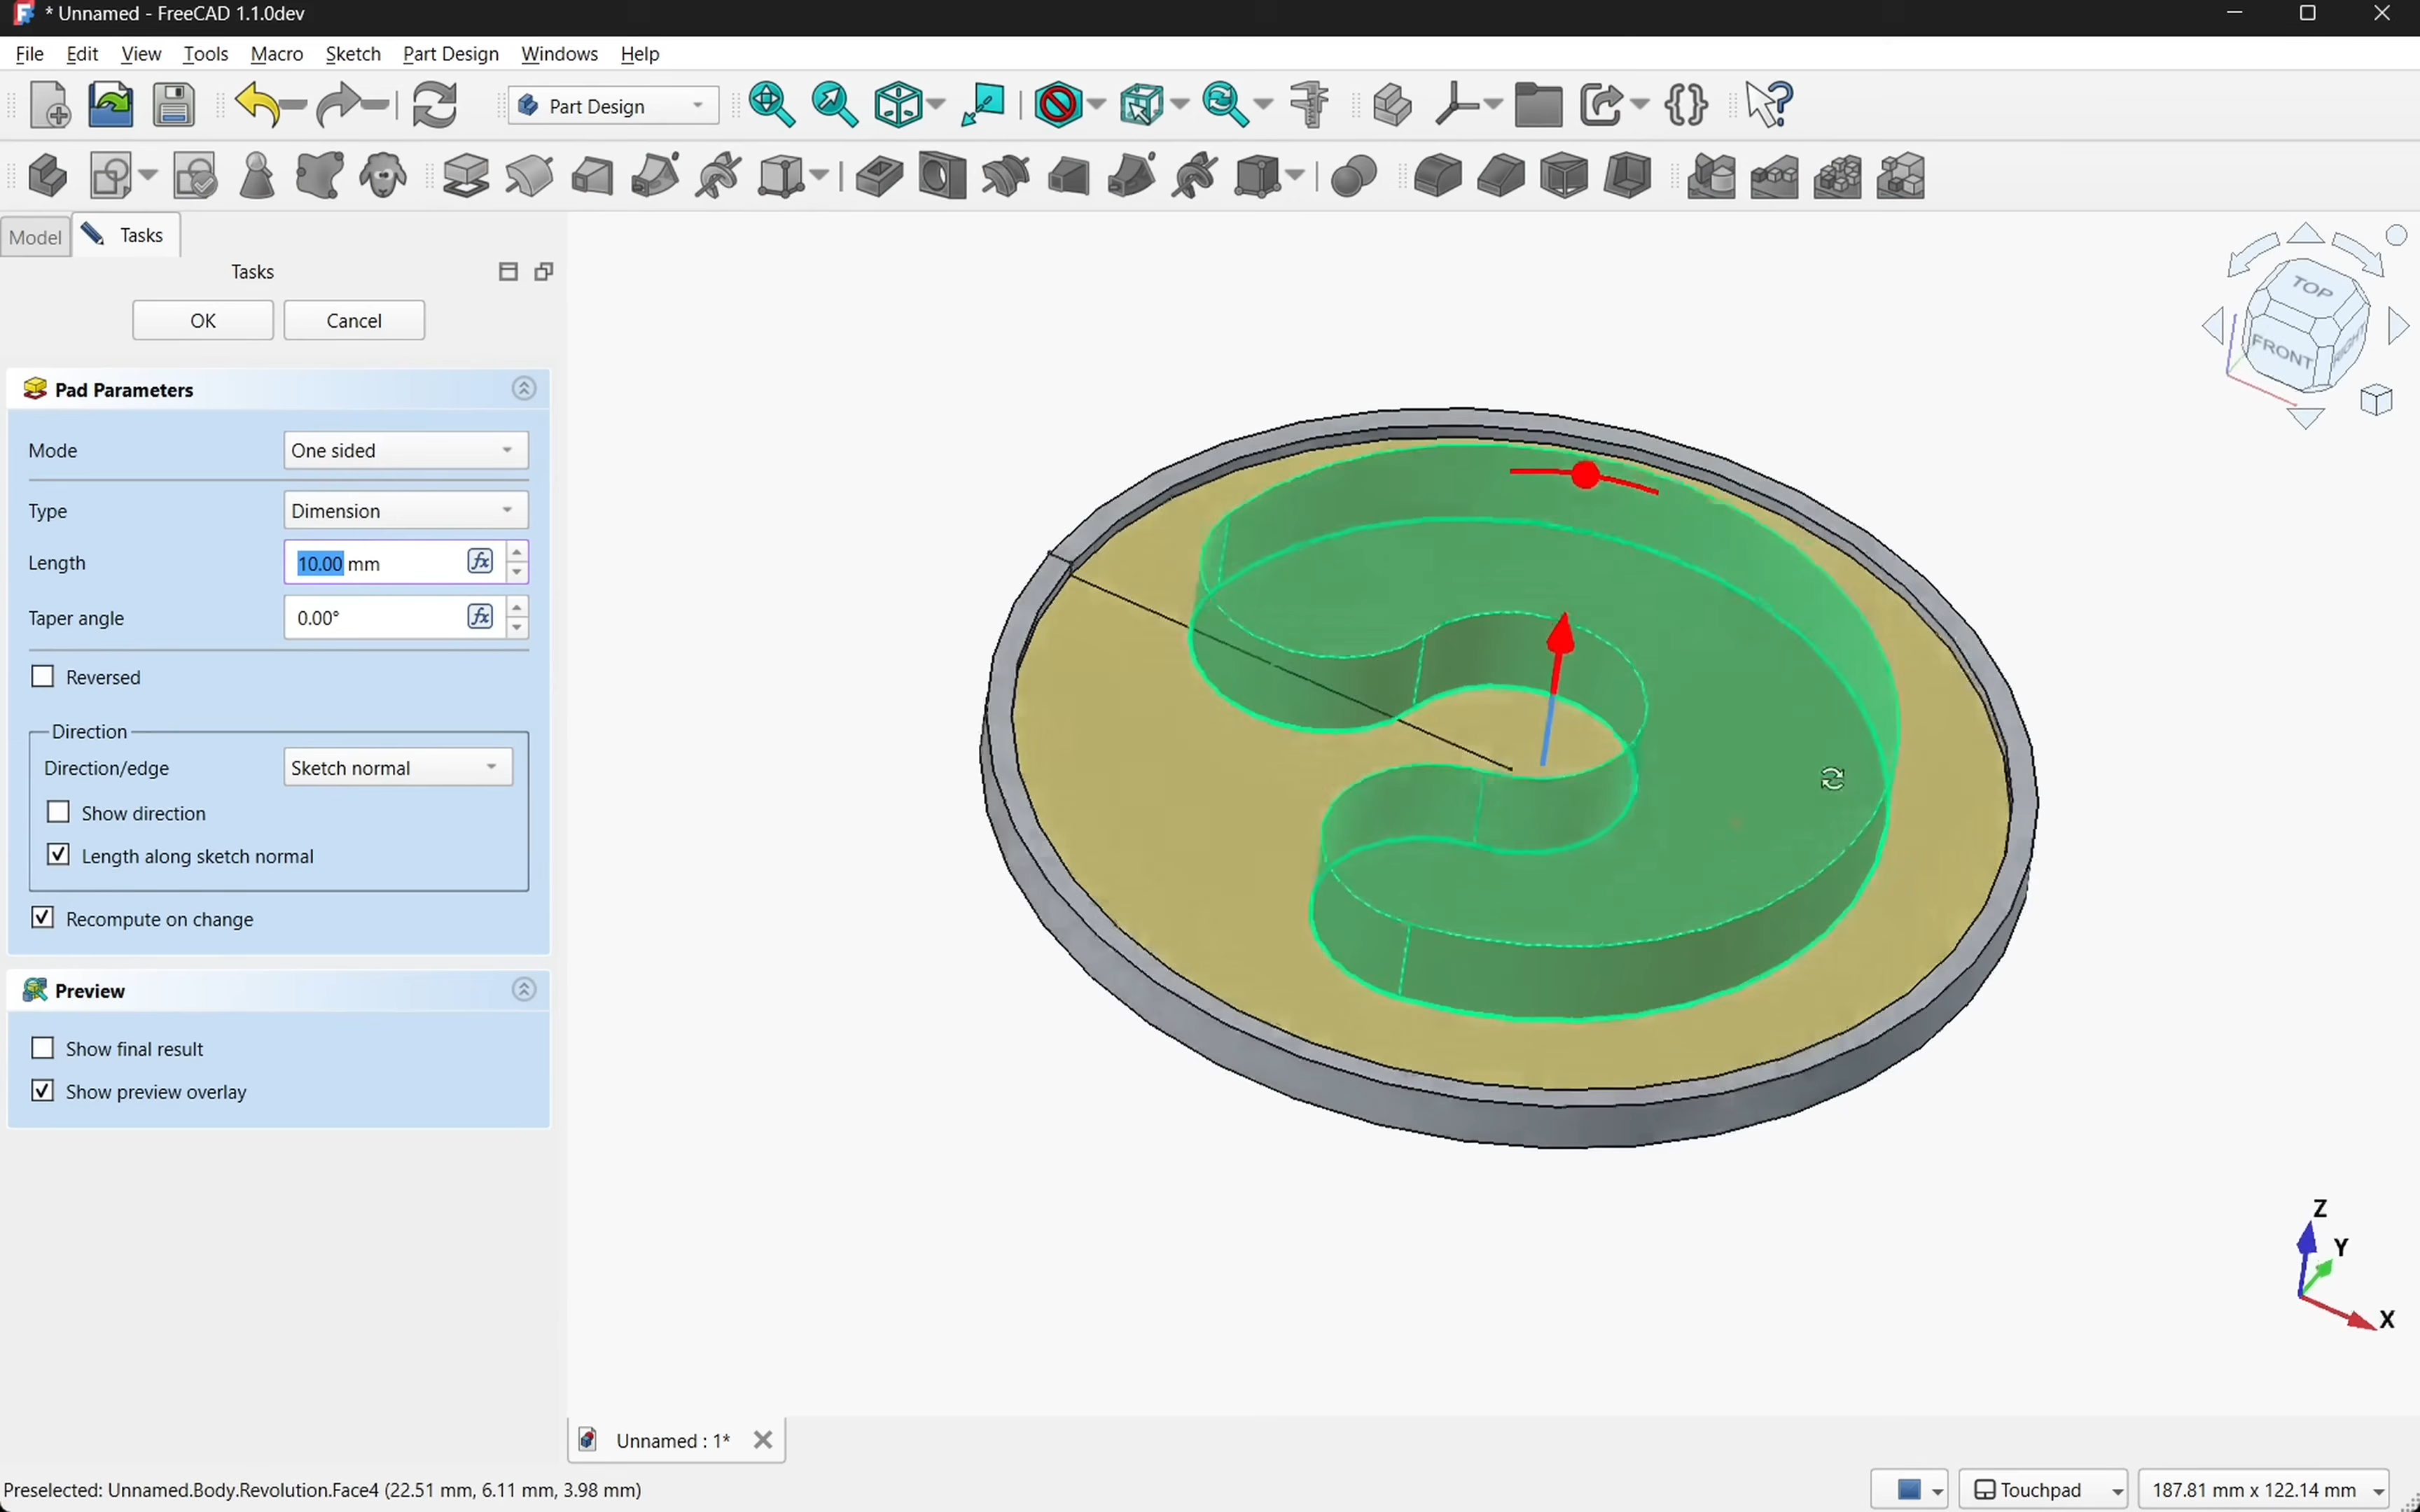 * Unnamed - FreeCAD 1.1.0dev
File Edit View Tools Macro Sketch Part Design Windows Help
Part Design
Model Tasks
Tasks
OK Cancel
Pad Parameters
Mode One sided
Type Dimension
Length 10.00 mm
Taper angle 0.00°
Reversed
Direction
Direction/edge Sketch normal
Show direction
Length along sketch normal
Recompute on change
Preview
Show final result
Show preview overlay
TOP
FRONT RIGHT
Z
Y
X
Unnamed : 1*
Preselected: Unnamed.Body.Revolution.Face4 (22.51 mm, 6.11 mm, 3.98 mm)
Touchpad 187.81 mm x 122.14 mm